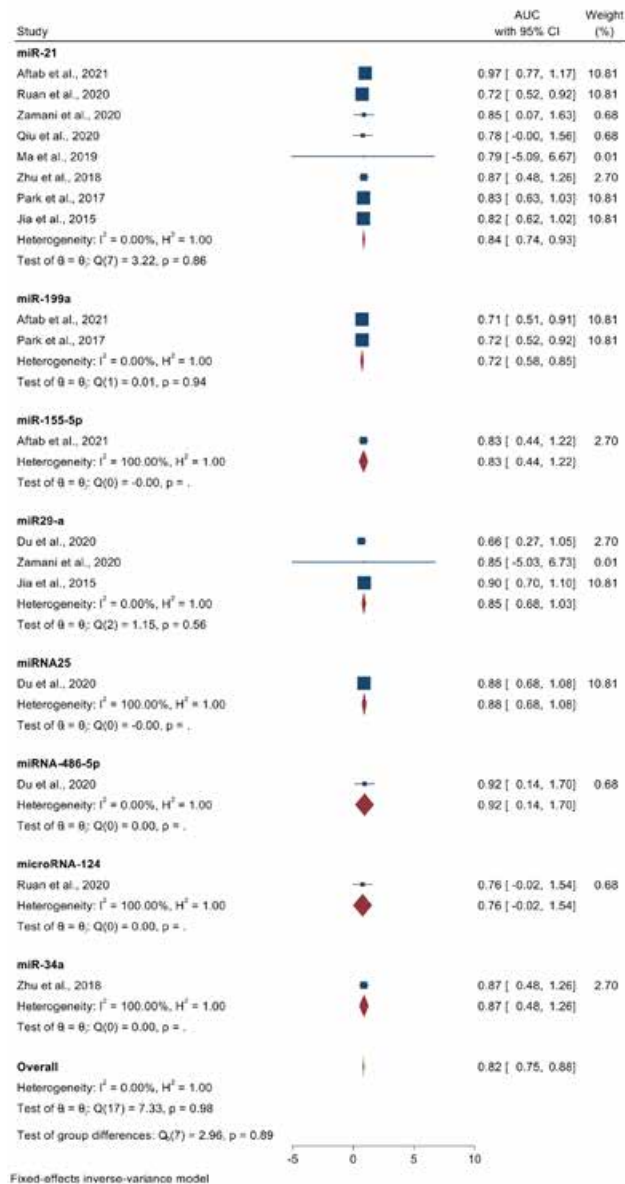 AUC Weight
Study with 95% CI (%)
miR-21
Aftab et al., 2021 0.97 [ 0.77, 1.17] 10.81
Ruan et al., 2020 0.72 [ 0.52, 0.92] 10.81
Zamani et al., 2020 0.85 [ 0.07, 1.63] 0.68
Qiu et al., 2020 0.78 [ -0.00, 1.56] 0.68
Ma et al., 2019 0.79 [ -5.09, 6.67] 0.01
Zhu et al., 2018 0.87 [ 0.48, 1.26] 2.70
Park et al., 2017 0.83 [ 0.63, 1.03] 10.81
Jia et al., 2015 0.82 [ 0.62, 1.02] 10.81
Heterogeneity: I² = 0.00%, H² = 1.00 0.84 [ 0.74, 0.93]
Test of θ = θⱼ: Q(7) = 3.22, p = 0.86
miR-199a
Aftab et al., 2021 0.71 [ 0.51, 0.91] 10.81
Park et al., 2017 0.72 [ 0.52, 0.92] 10.81
Heterogeneity: I² = 0.00%, H² = 1.00 0.72 [ 0.58, 0.85]
Test of θ = θⱼ: Q(1) = 0.01, p = 0.94
miR-155-5p
Aftab et al., 2021 0.83 [ 0.44, 1.22] 2.70
Heterogeneity: I² = 100.00%, H² = 1.00 0.83 [ 0.44, 1.22]
Test of θ = θⱼ: Q(0) = -0.00, p = .
miR29-a
Du et al., 2020 0.66 [ 0.27, 1.05] 2.70
Zamani et al., 2020 0.85 [ -5.03, 6.73] 0.01
Jia et al., 2015 0.90 [ 0.70, 1.10] 10.81
Heterogeneity: I² = 0.00%, H² = 1.00 0.85 [ 0.68, 1.03]
Test of θ = θⱼ: Q(2) = 1.15, p = 0.56
miRNA25
Du et al., 2020 0.88 [ 0.68, 1.08] 10.81
Heterogeneity: I² = 100.00%, H² = 1.00 0.88 [ 0.68, 1.08]
Test of θ = θⱼ: Q(0) = -0.00, p = .
miRNA-486-5p
Du et al., 2020 0.92 [ 0.14, 1.70] 0.68
Heterogeneity: I² = 0.00%, H² = 1.00 0.92 [ 0.14, 1.70]
Test of θ = θⱼ: Q(0) = 0.00, p = .
microRNA-124
Ruan et al., 2020 0.76 [ -0.02, 1.54] 0.68
Heterogeneity: I² = 100.00%, H² = 1.00 0.76 [ -0.02, 1.54]
Test of θ = θⱼ: Q(0) = 0.00, p = .
miR-34a
Zhu et al., 2018 0.87 [ 0.48, 1.26] 2.70
Heterogeneity: I² = 100.00%, H² = 1.00 0.87 [ 0.48, 1.26]
Test of θ = θⱼ: Q(0) = 0.00, p = .
Overall 0.82 [ 0.75, 0.88]
Heterogeneity: I² = 0.00%, H² = 1.00
Test of θ = θⱼ: Q(17) = 7.33, p = 0.98
Test of group differences: Q_b(7) = 2.96, p = 0.89
-5 0 5 10
Fixed-effects inverse-variance model